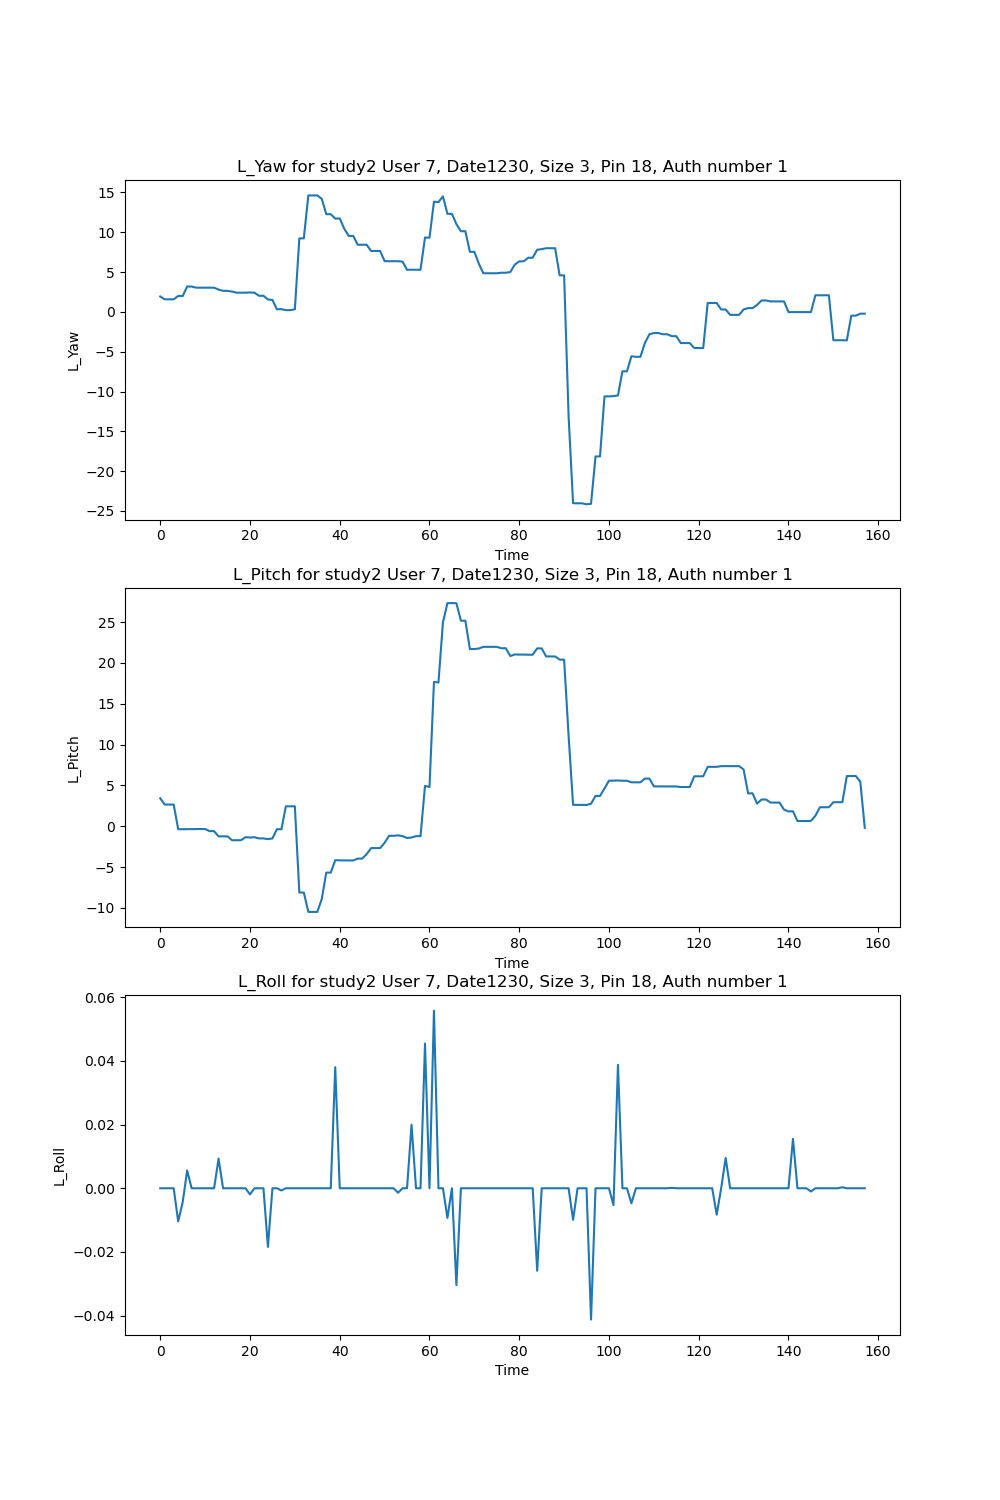 L_Yaw for study2 User 7, Date1230, Size 3, Pin 18, Auth number 1
15
10
5
0
−5
−10
−15
−20
−25
L_Yaw
0 20 40 60 80 100 120 140 160
Time
L_Pitch for study2 User 7, Date1230, Size 3, Pin 18, Auth number 1
25
20
15
10
5
0
−5
−10
L_Pitch
0 20 40 60 80 100 120 140 160
Time
L_Roll for study2 User 7, Date1230, Size 3, Pin 18, Auth number 1
0.06
0.04
0.02
0.00
−0.02
−0.04
L_Roll
0 20 40 60 80 100 120 140 160
Time